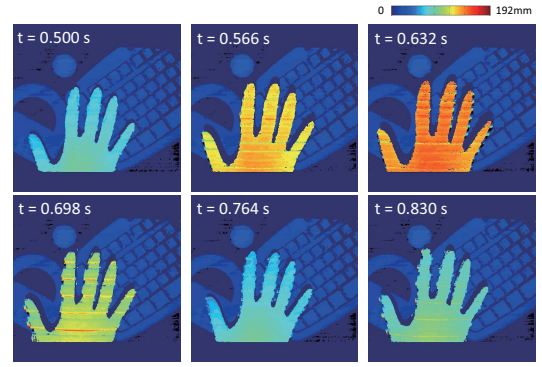 0 192mm
t = 0.500 s t = 0.566 s t = 0.632 s
t = 0.698 s t = 0.764 s t = 0.830 s